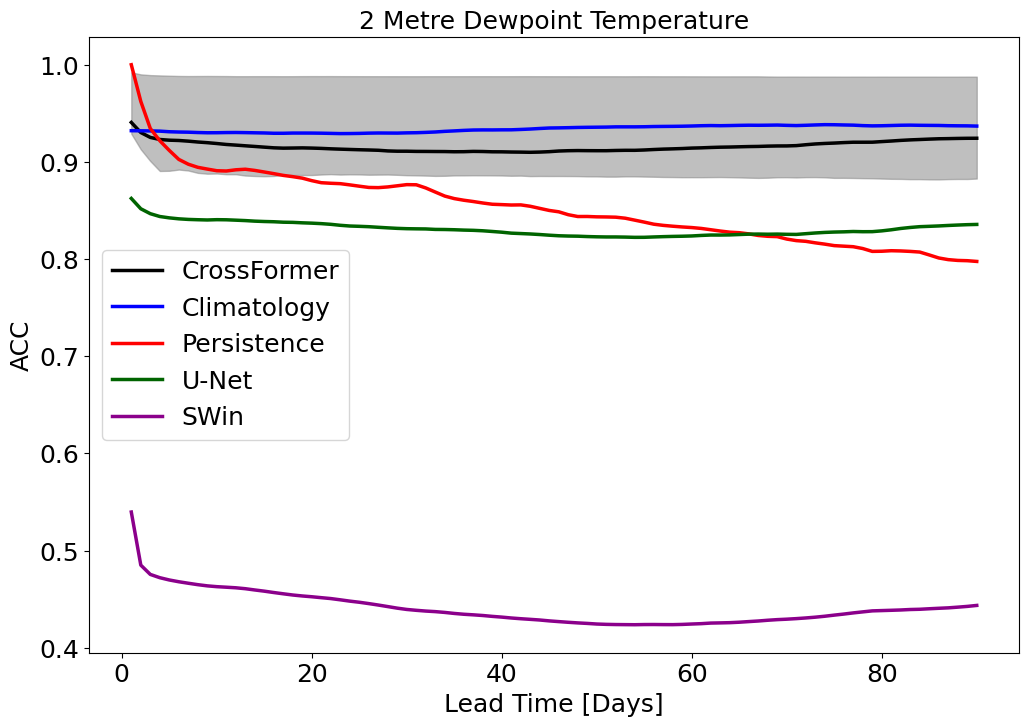 2 Metre Dewpoint Temperature
1.0
0.9
0.8
0.7
0.6
0.5
0.4
ACC
CrossFormer
Climatology
Persistence
U-Net
SWin
0 20 40 60 80
Lead Time [Days]